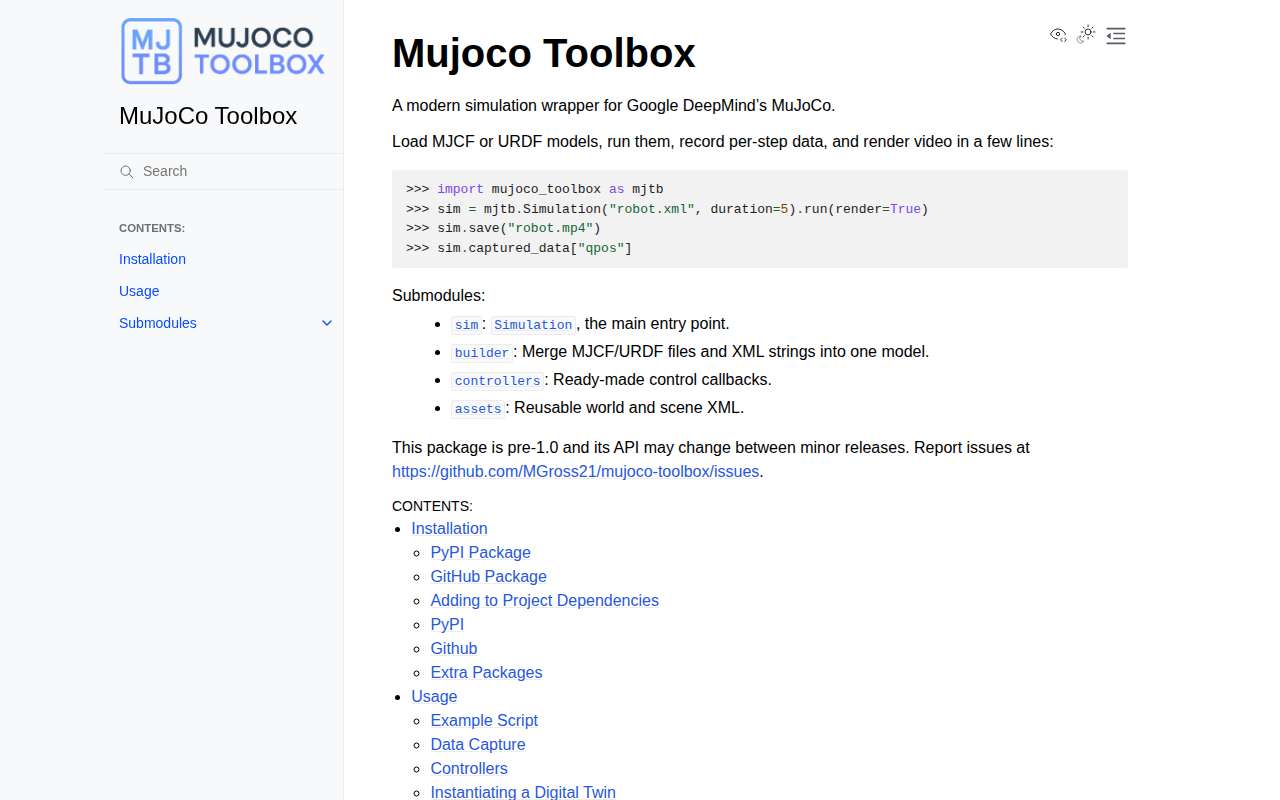 MJ
TB
MUJOCO
TOOLBOX
MuJoCo Toolbox
Search
CONTENTS:
Installation
Usage
Submodules
Mujoco Toolbox
A modern simulation wrapper for Google DeepMind’s MuJoCo.
Load MJCF or URDF models, run them, record per-step data, and render video in a few lines:
>>> import mujoco_toolbox as mjtb
>>> sim = mjtb.Simulation("robot.xml", duration=5).run(render=True)
>>> sim.save("robot.mp4")
>>> sim.captured_data["qpos"]
Submodules:
• sim: Simulation, the main entry point.
• builder: Merge MJCF/URDF files and XML strings into one model.
• controllers: Ready-made control callbacks.
• assets: Reusable world and scene XML.
This package is pre-1.0 and its API may change between minor releases. Report issues at
https://github.com/MGross21/mujoco-toolbox/issues.
CONTENTS:
• Installation
◦ PyPI Package
◦ GitHub Package
◦ Adding to Project Dependencies
◦ PyPI
◦ Github
◦ Extra Packages
• Usage
◦ Example Script
◦ Data Capture
◦ Controllers
◦ Instantiating a Digital Twin